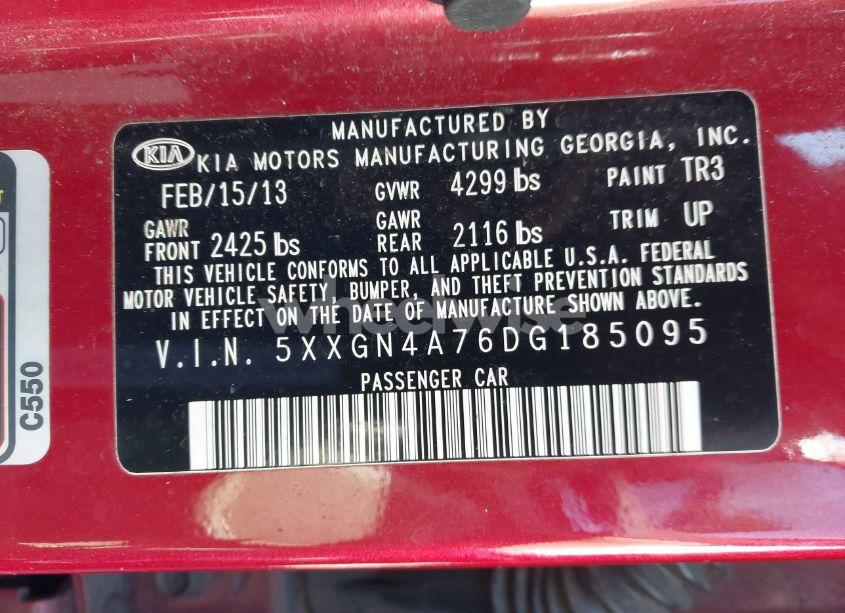 MANUFACTURED BY
KIA KIA MOTORS MANUFACTURING GEORGIA, INC.
FEB/15/13 GVWR 4299 lbs PAINT TR3
GAWR FRONT 2425 lbs GAWR REAR 2116 lbs TRIM UP
THIS VEHICLE CONFORMS TO ALL APPLICABLE U.S.A. FEDERAL
MOTOR VEHICLE SAFETY, BUMPER, AND THEFT PREVENTION STANDARDS
IN EFFECT ON THE DATE OF MANUFACTURE SHOWN ABOVE.
V.I.N. 5XXGN4A76DG185095
PASSENGER CAR
C550
wheelwise